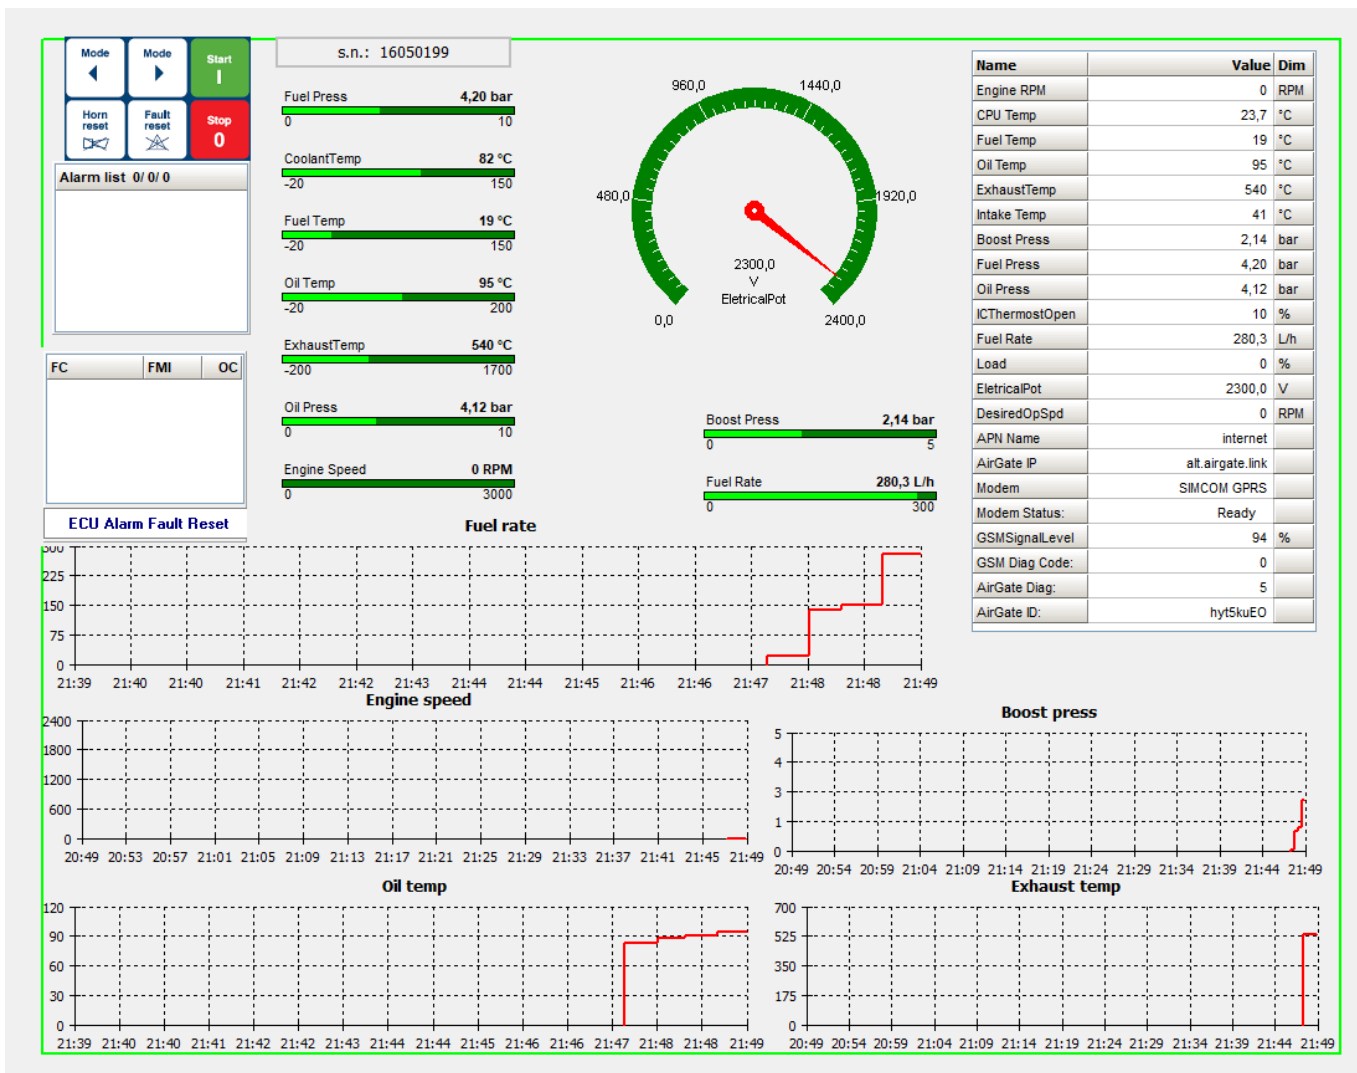 Mode
Mode
Start
I
Horn reset
Fault reset
Stop
0
Alarm list 0/ 0/ 0
FC FMI OC
ECU Alarm Fault Reset
s.n.: 16050199
Fuel Press 4,20 bar
0 10
CoolantTemp 82 °C
-20 150
Fuel Temp 19 °C
-20 150
Oil Temp 95 °C
-20 200
ExhaustTemp 540 °C
-200 1700
Oil Press 4,12 bar
0 10
Engine Speed 0 RPM
0 3000
960,0 1440,0
480,0 1920,0
2300,0
V
EletricalPot
0,0 2400,0
Boost Press 2,14 bar
0 5
Fuel Rate 280,3 L/h
0 300
Name Value Dim
Engine RPM 0 RPM
CPU Temp 23,7 °C
Fuel Temp 19 °C
Oil Temp 95 °C
ExhaustTemp 540 °C
Intake Temp 41 °C
Boost Press 2,14 bar
Fuel Press 4,20 bar
Oil Press 4,12 bar
ICThermostOpen 10 %
Fuel Rate 280,3 L/h
Load 0 %
EletricalPot 2300,0 V
DesiredOpSpd 0 RPM
APN Name internet
AirGate IP alt.airgate.link
Modem SIMCOM GPRS
Modem Status: Ready
GSMSignalLevel 94 %
GSM Diag Code: 0
AirGate Diag: 5
AirGate ID: hyt5kuEO
Fuel rate
300
225
150
75
0
21:39 21:40 21:40 21:41 21:42 21:42 21:43 21:44 21:44 21:45 21:46 21:46 21:47 21:48 21:48 21:49
Engine speed
2400
1800
1200
600
0
20:49 20:53 20:57 21:01 21:05 21:09 21:13 21:17 21:21 21:25 21:29 21:33 21:37 21:41 21:45 21:49
Boost press
5
4
3
1
0
20:49 20:54 20:59 21:04 21:09 21:14 21:19 21:24 21:29 21:34 21:39 21:44 21:49
Oil temp
120
90
60
30
0
21:39 21:40 21:40 21:41 21:42 21:42 21:43 21:44 21:44 21:45 21:46 21:46 21:47 21:48 21:48 21:49
Exhaust temp
700
525
350
175
0
20:49 20:54 20:59 21:04 21:09 21:14 21:19 21:24 21:29 21:34 21:39 21:44 21:49